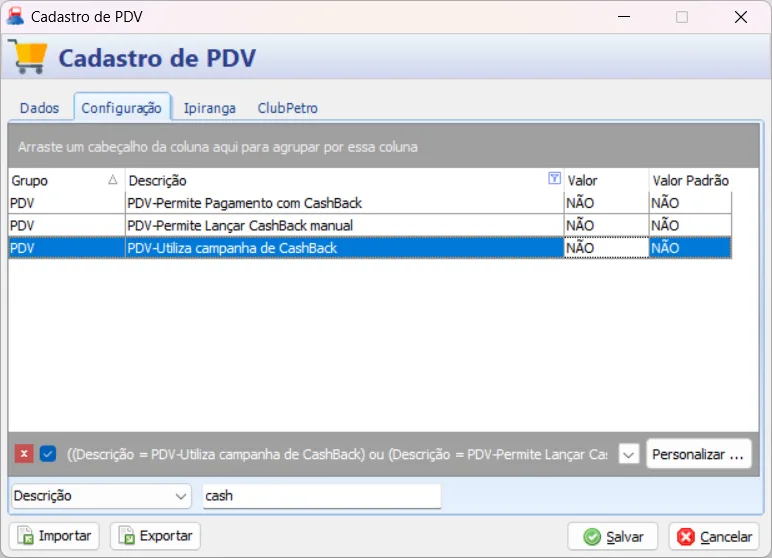 Cadastro de PDV
Cadastro de PDV
Dados Configuração Ipiranga ClubPetro
Arraste um cabeçalho da coluna aqui para agrupar por essa coluna
Grupo Descrição Valor Valor Padrão
PDV PDV-Permite Pagamento com CashBack NÃO NÃO
PDV PDV-Permite Lançar CashBack manual NÃO NÃO
PDV PDV-Utiliza campanha de CashBack NÃO NÃO
((Descrição = PDV-Utiliza campanha de CashBack) ou (Descrição = PDV-Permite Lançar Cas Personalizar ...
Descrição cash
Importar Exportar Salvar Cancelar